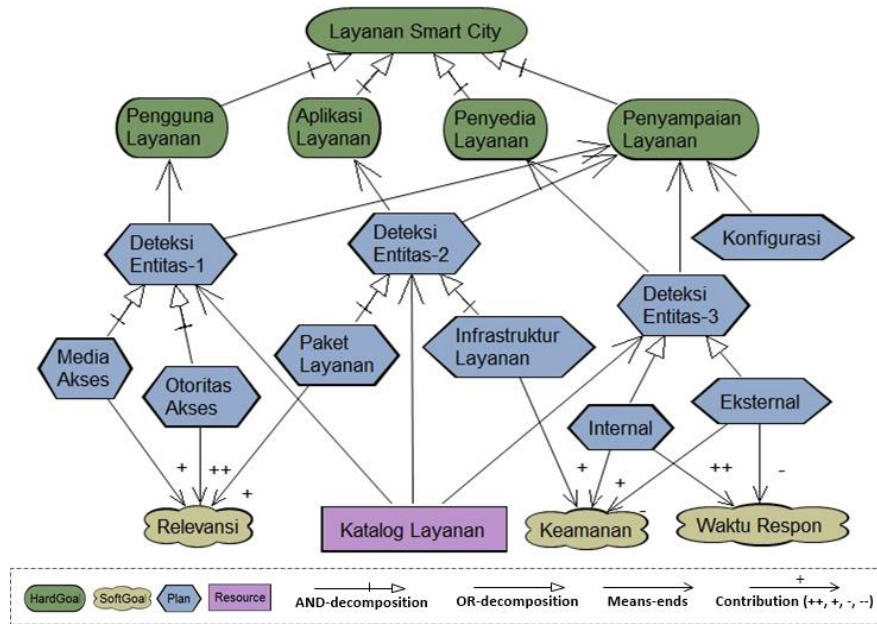 Layanan Smart City
Pengguna
Layanan
Aplikasi
Layanan
Penyedia
Layanan
Penyampaian
Layanan
Deteksi
Entitas-1
Deteksi
Entitas-2
Konfigurasi
Deteksi
Entitas-3
Media
Akses
Otoritas
Akses
Paket
Layanan
Infrastruktur
Layanan
Internal
Eksternal
+
++
+
+
+
-
++
-
Relevansi
Katalog Layanan
Keamanan
Waktu Respon
HardGoal
SoftGoal
Plan
Resource
AND-decomposition
OR-decomposition
Means-ends
+
Contribution (++, +, -, --)